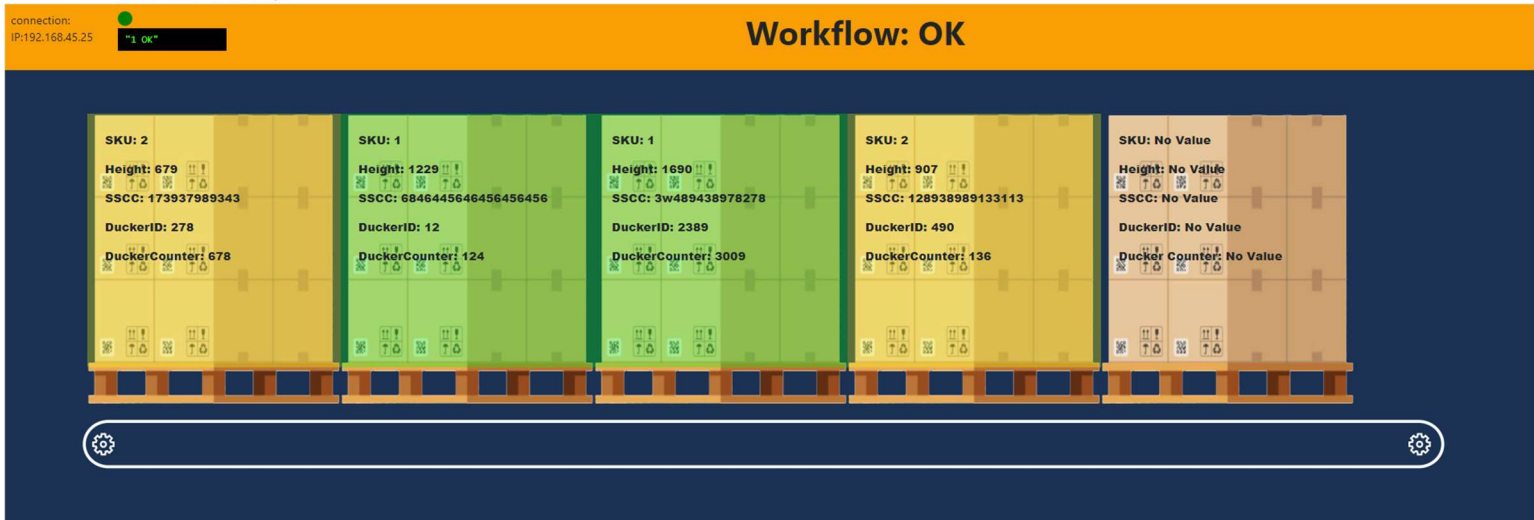 connection:
IP:192.168.45.25
"1 OK"
Workflow: OK
SKU: 2
Height: 679
SSCC: 173937989343
DuckerID: 278
DuckerCounter: 678
SKU: 1
Height: 1229
SSCC: 6846445646456456456
DuckerID: 12
DuckerCounter: 124
SKU: 1
Height: 1690
SSCC: 3w489438978278
DuckerID: 2389
DuckerCounter: 3009
SKU: 2
Height: 907
SSCC: 128938989133113
DuckerID: 490
DuckerCounter: 136
SKU: No Value
Height: No Value
SSCC: No Value
DuckerID: No Value
Ducker Counter: No Value